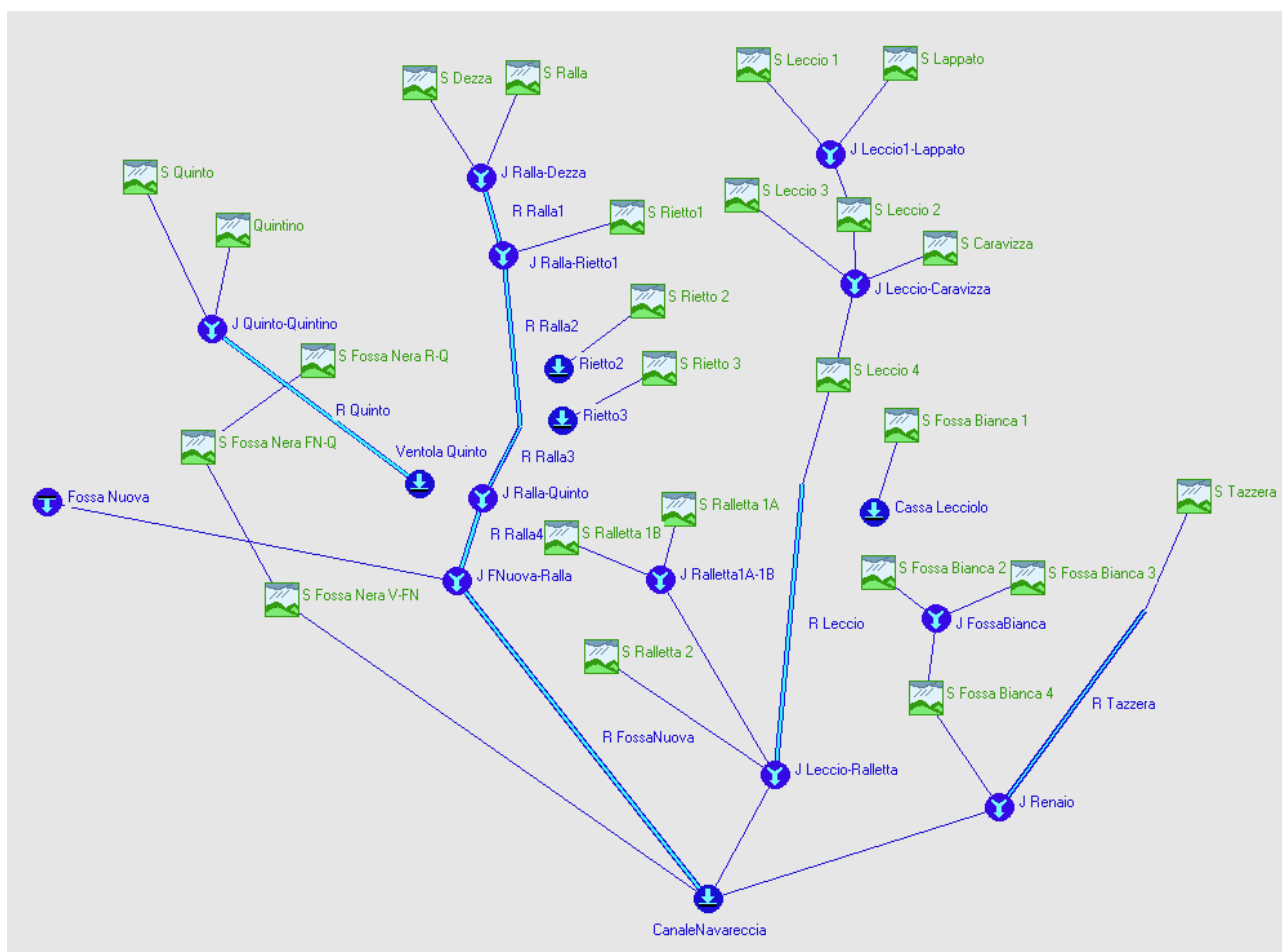 S Leccio 1
S Lappato
S Dezza
S Ralla
J Leccio1-Lappato
S Quinto
J Ralla-Dezza
S Leccio 3
R Ralla1
S Rietto1
S Leccio 2
Quintino
S Caravizza
J Ralla-Rietto1
J Leccio-Caravizza
S Rietto 2
J Quinto-Quintino
R Ralla2
S Fossa Nera R-Q
Rietto2
S Rietto 3
S Leccio 4
R Quinto
Rietto3
S Fossa Bianca 1
S Fossa Nera FN-Q
Ventola Quinto
R Ralla3
Fossa Nuova
J Ralla-Quinto
S Ralletta 1A
Cassa Lecciolo
S Tazzera
R Ralla4
S Ralletta 1B
J FNuova-Ralla
J Ralletta1A-1B
S Fossa Bianca 2
S Fossa Bianca 3
S Fossa Nera V-FN
R Leccio
J FossaBianca
S Ralletta 2
S Fossa Bianca 4
R Tazzera
R FossaNuova
J Leccio-Ralletta
J Renaio
CanaleNavareccia